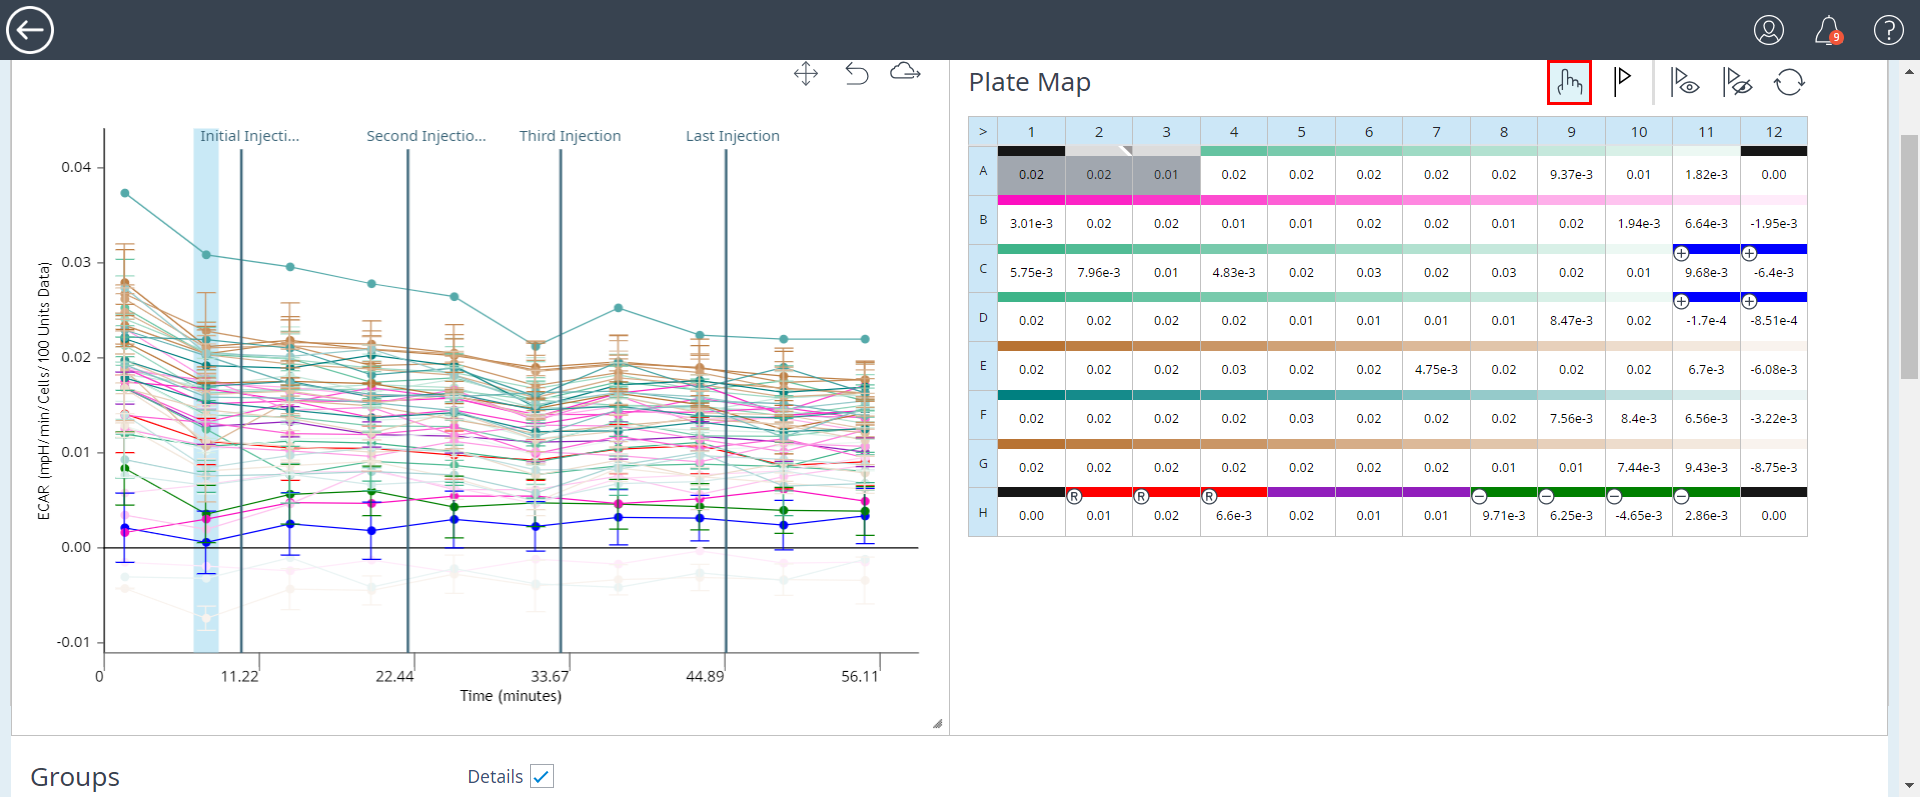 9
?
Plate Map
Initial Injecti...
Second Injectio...
Third Injection
Last Injection
0.04
0.03
0.02
0.01
0.00
-0.01
ECAR (mpH/min/Cells/100 Units Data)
0 11.22 22.44 33.67 44.89 56.11
Time (minutes)
> 1 2 3 4 5 6 7 8 9 10 11 12
A 0.02 0.02 0.01 0.02 0.02 0.02 0.02 0.02 9.37e-3 0.01 1.82e-3 0.00
B 3.01e-3 0.02 0.02 0.01 0.01 0.02 0.02 0.01 0.02 1.94e-3 6.64e-3 -1.95e-3
C 5.75e-3 7.96e-3 0.01 4.83e-3 0.02 0.03 0.02 0.03 0.02 0.01 9.68e-3 -6.4e-3
D 0.02 0.02 0.02 0.02 0.01 0.01 0.01 0.01 8.47e-3 0.02 -1.7e-4 -8.51e-4
E 0.02 0.02 0.02 0.03 0.02 0.02 4.75e-3 0.02 0.02 0.02 6.7e-3 -6.08e-3
F 0.02 0.02 0.02 0.02 0.03 0.02 0.02 0.02 7.56e-3 8.4e-3 6.56e-3 -3.22e-3
G 0.02 0.02 0.02 0.02 0.02 0.02 0.02 0.01 0.01 7.44e-3 9.43e-3 -8.75e-3
R R R
H 0.00 0.01 0.02 6.6e-3 0.02 0.01 0.01 9.71e-3 6.25e-3 -4.65e-3 2.86e-3 0.00
Groups
Details